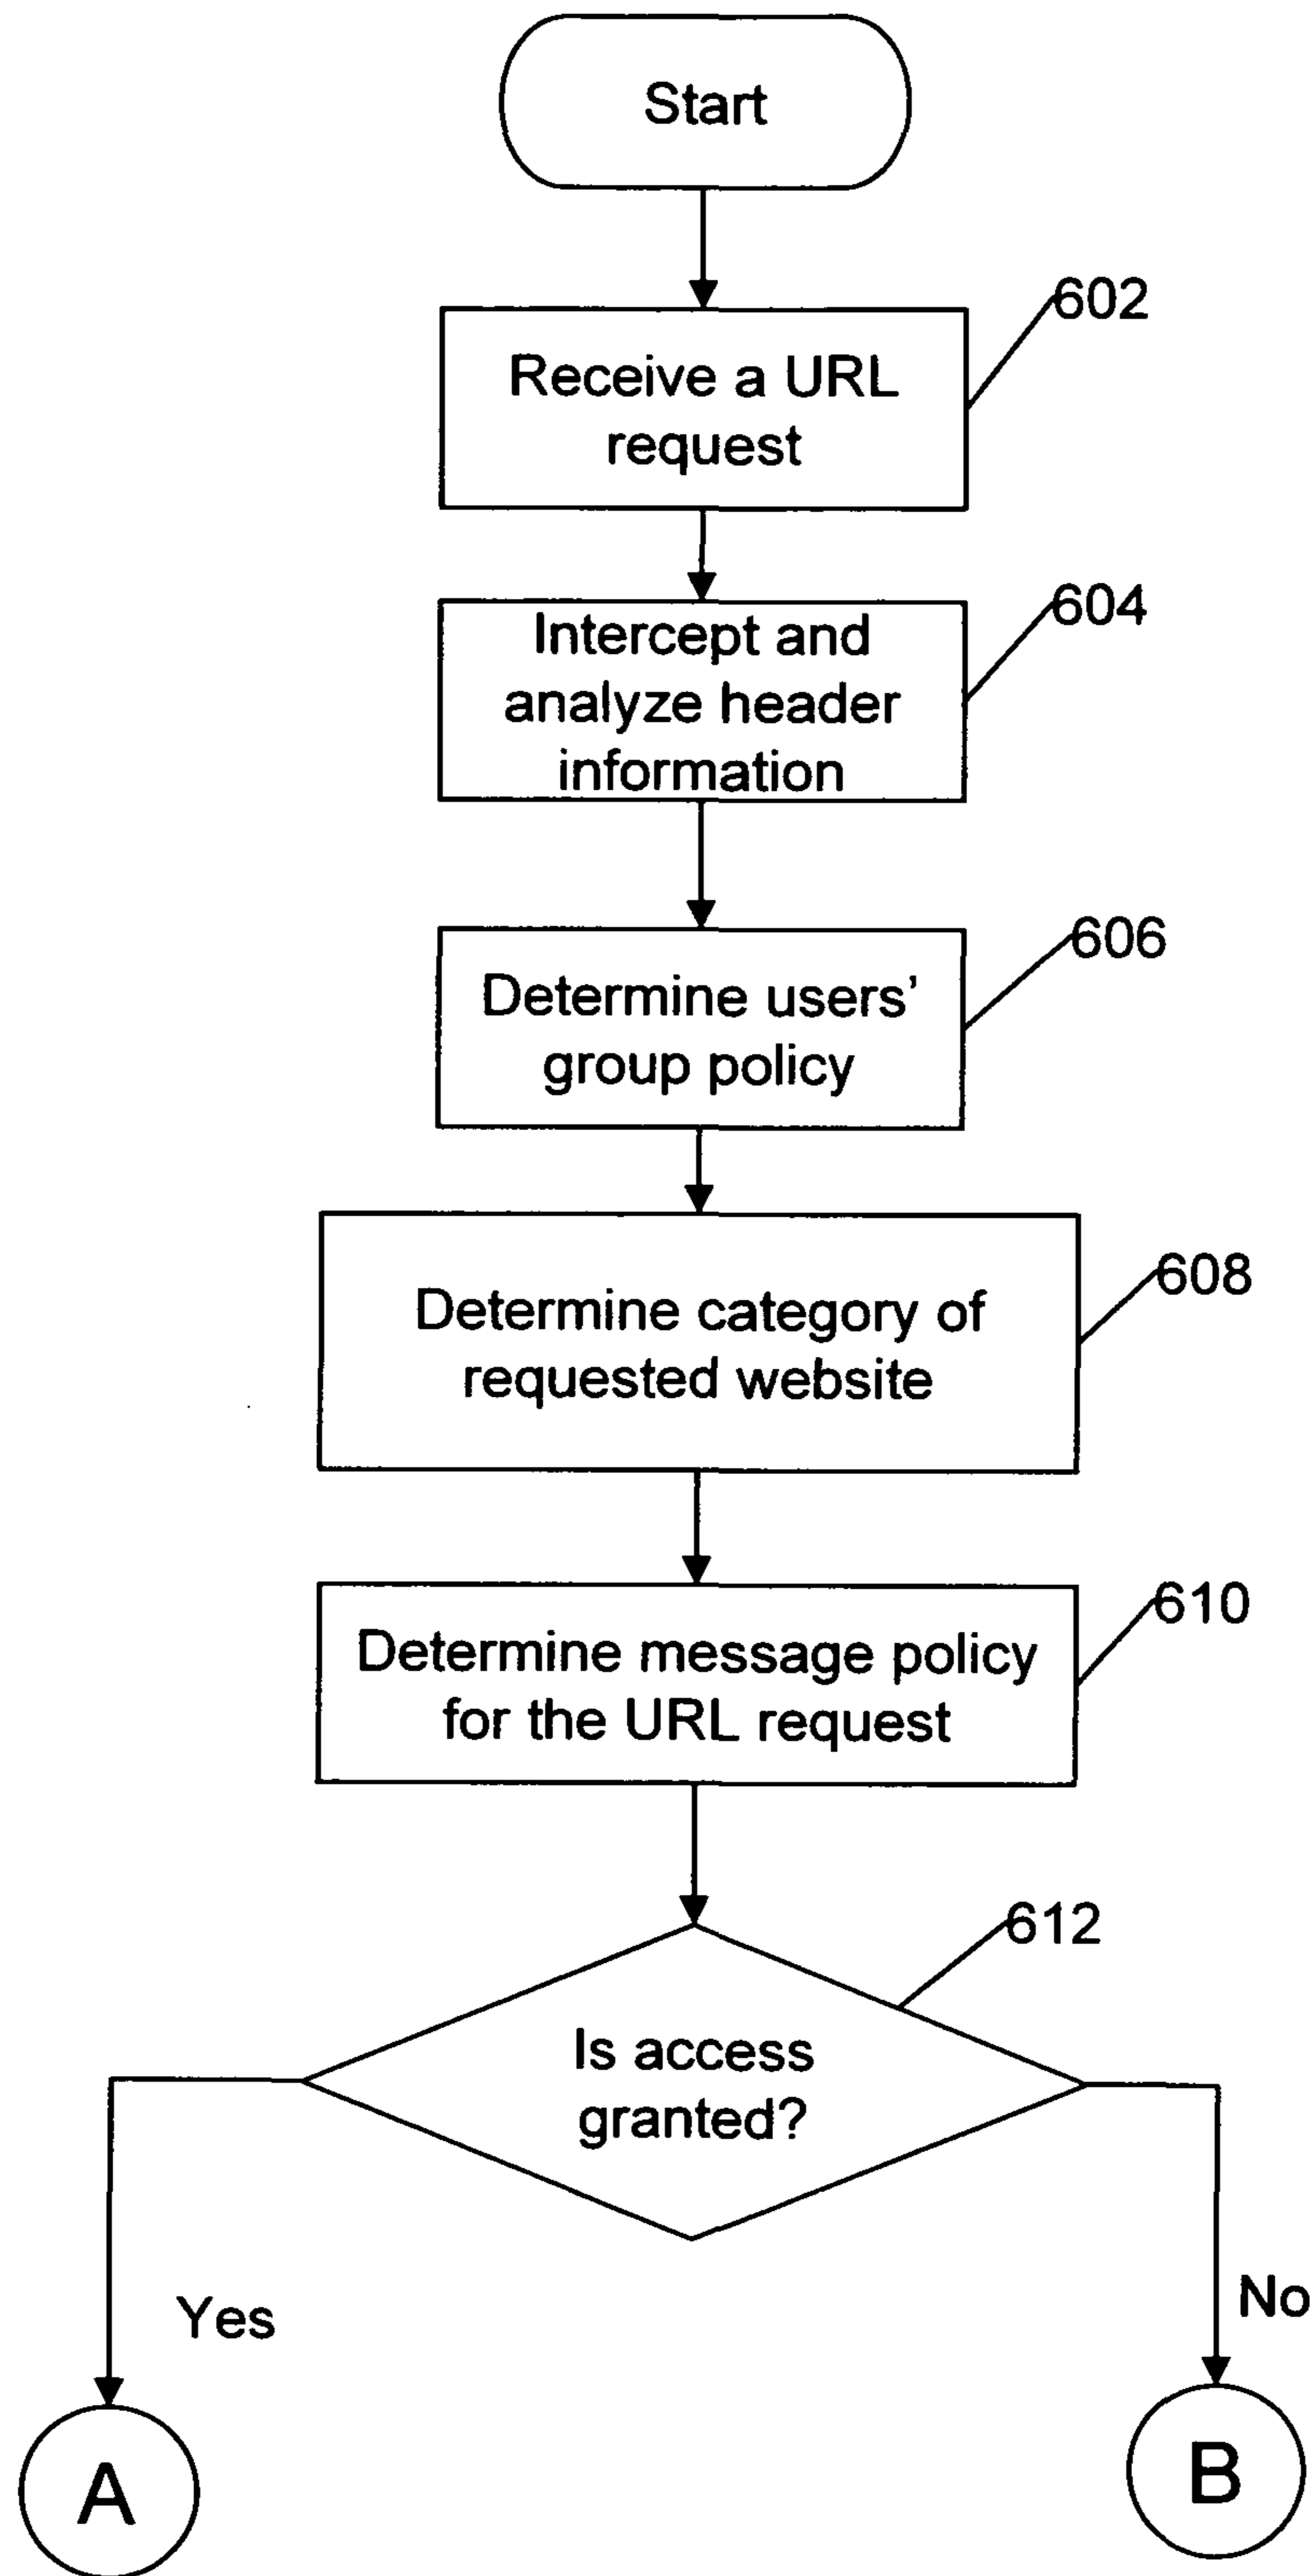 Start
602
Receive a URL
request
604
Intercept and
analyze header
information
606
Determine users’
group policy
608
Determine category of
requested website
610
Determine message policy
for the URL request
612
Is access
granted?
Yes
No
A
B